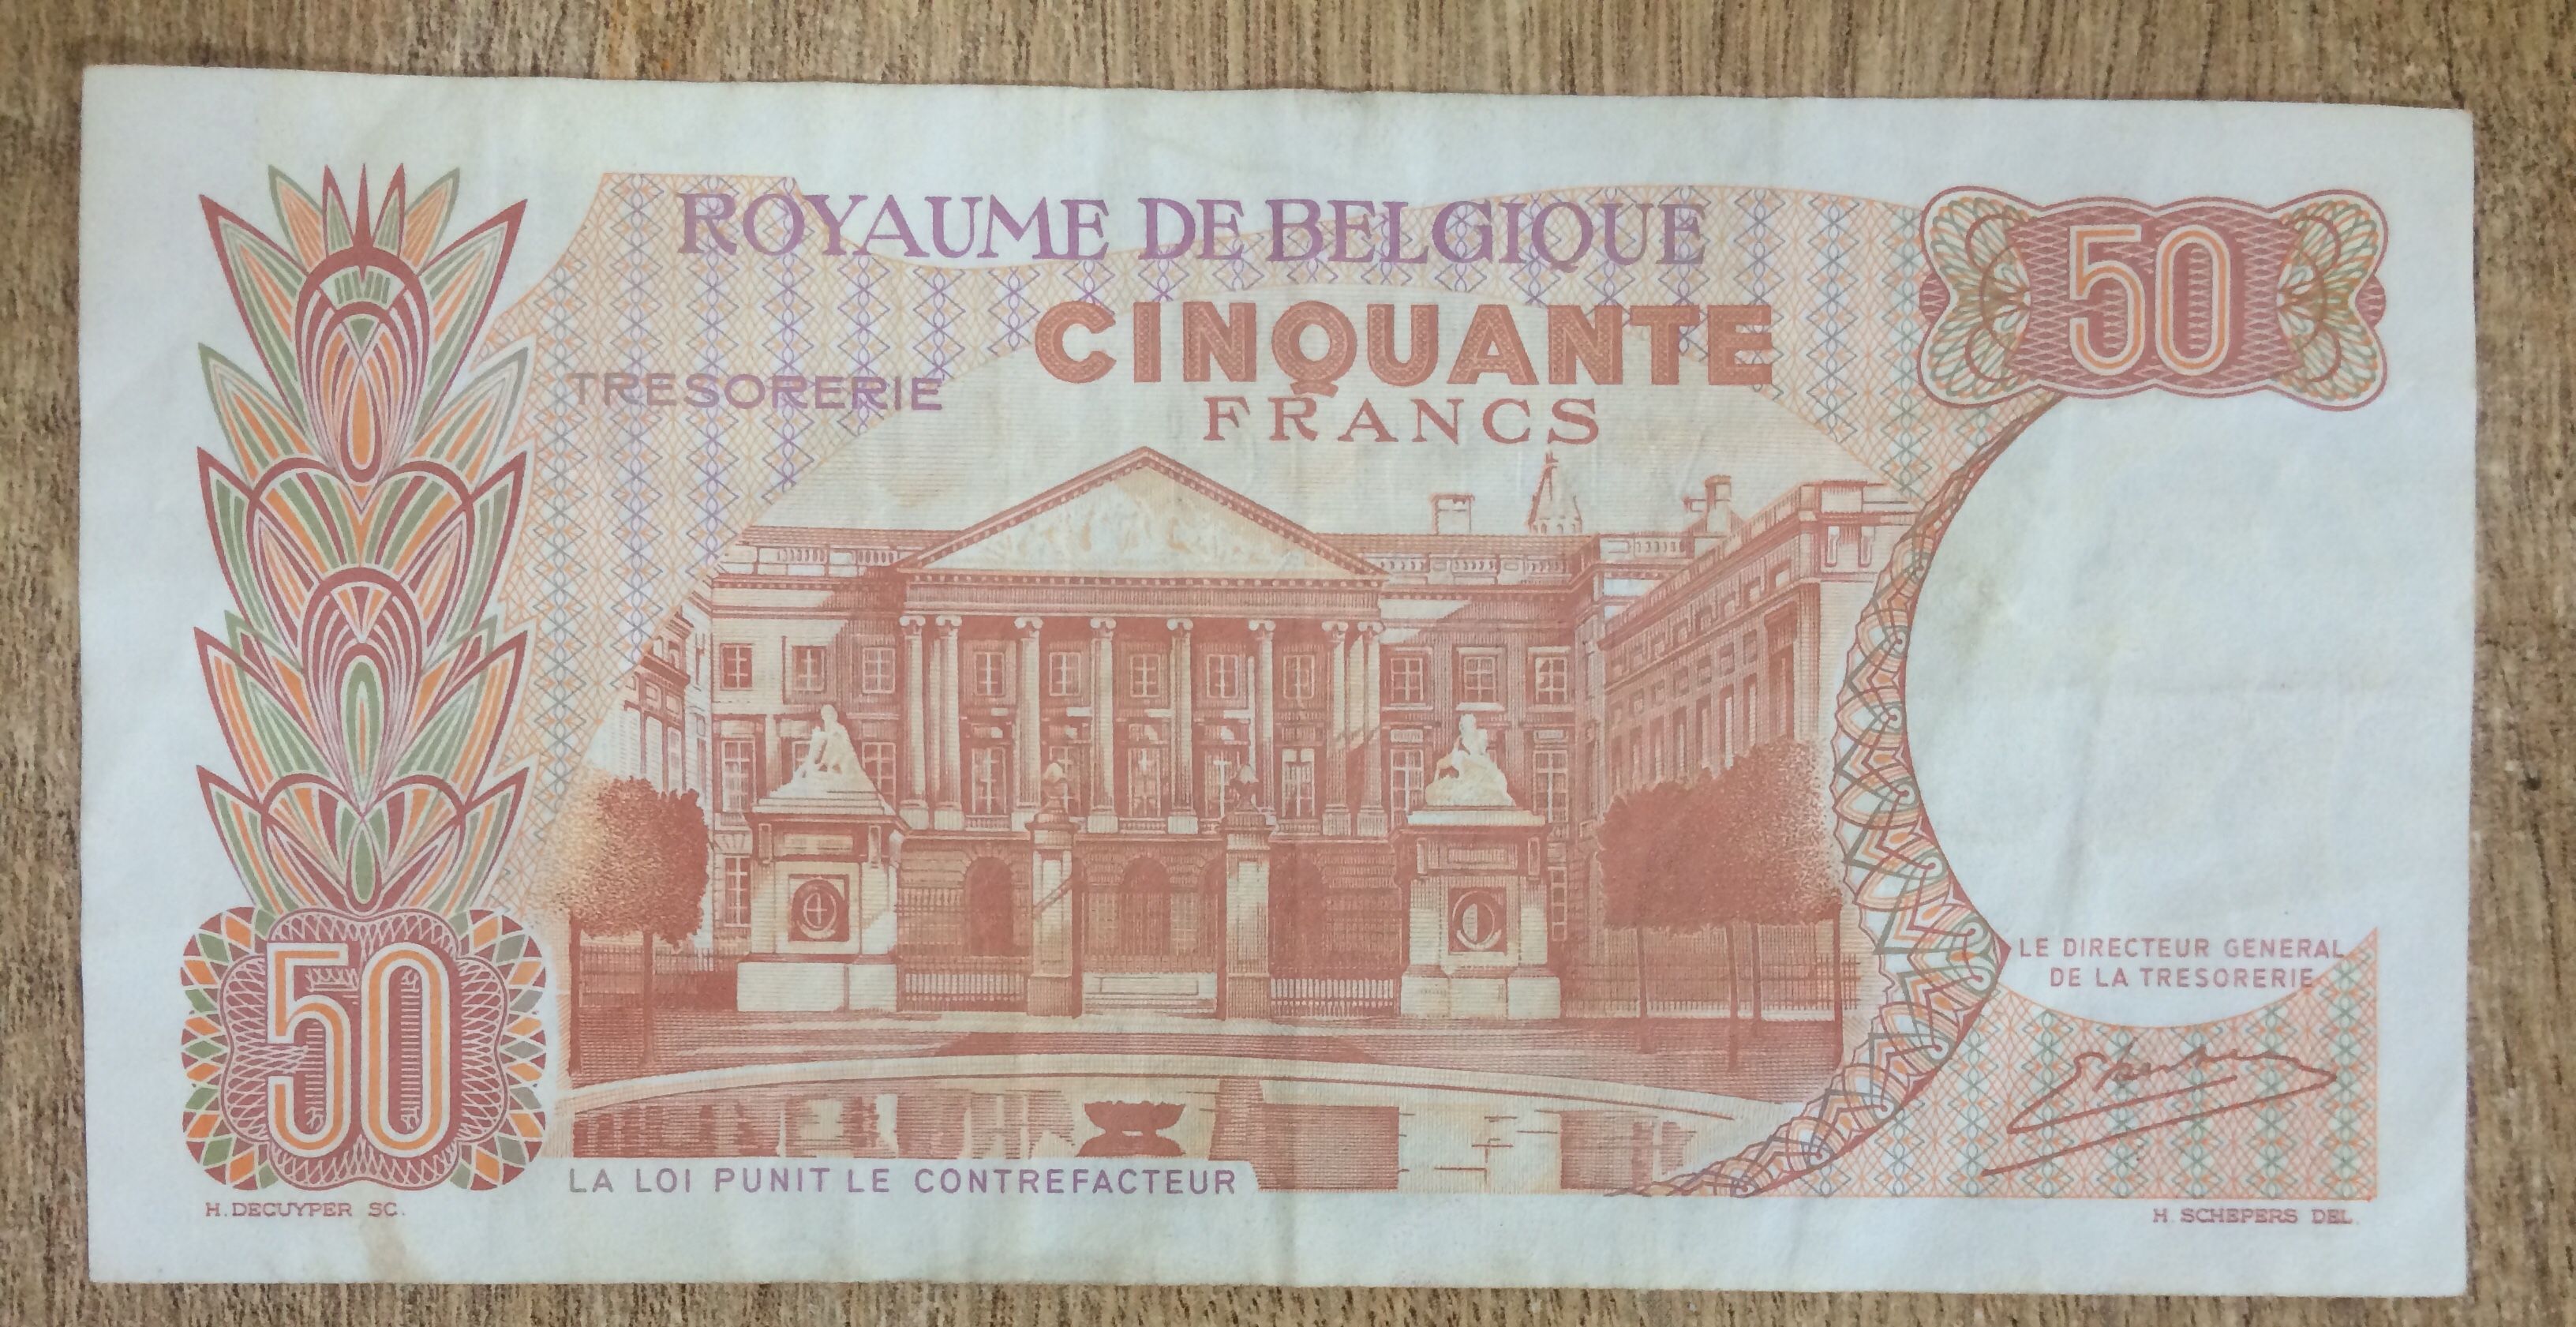 ROYAUME DE BELGIQUE
50
CINQUANTE
TRESORERIE
FRANCS
LE DIRECTEUR GENERAL
DE LA TRESORERIE
50
LA LOI PUNIT LE CONTREFACTEUR
H. DECUYPER SC.
H. SCHEPERS DEL.